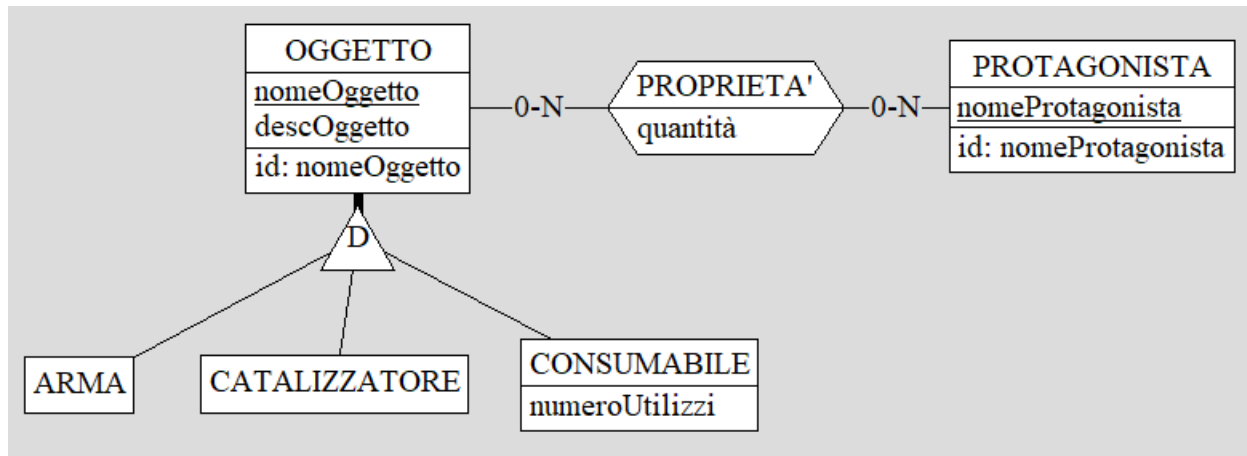 OGGETTO
nomeOggetto
descOggetto
id: nomeOggetto
0-N
PROPRIETA'
quantità
0-N
PROTAGONISTA
nomeProtagonista
id: nomeProtagonista
D
ARMA
CATALIZZATORE
CONSUMABILE
numeroUtilizzi